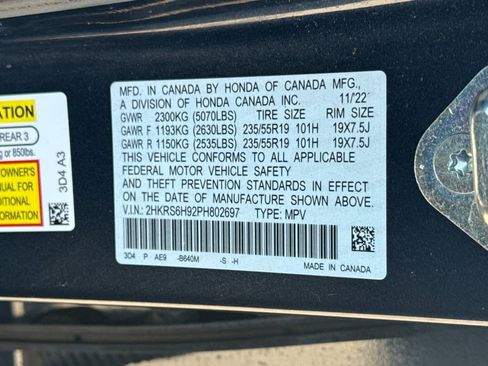 ATION
REAR 3
g or 850lbs.
OWNER'S
NUAL FOR
DITIONAL
ORMATION
3D4 A3
MFD. IN CANADA BY HONDA OF CANADA MFG.,
A DIVISION OF HONDA CANADA INC. 11/'22
GVWR 2300KG (5070LBS) TIRE SIZE RIM SIZE
GAWR F 1193KG (2630LBS) 235/55R19 101H 19X7.5J
GAWR R 1150KG (2535LBS) 235/55R19 101H 19X7.5J
THIS VEHICLE CONFORMS TO ALL APPLICABLE
FEDERAL MOTOR VEHICLE SAFETY
AND THEFT PREVENTION STANDARDS IN EFFECT
ON THE DATE OF MANUFACTURE SHOWN ABOVE.
V.I.N.: 2HKRS6H92PH802697 TYPE: MPV
3D4 P AE9 -B640M -S -H
MADE IN CANADA